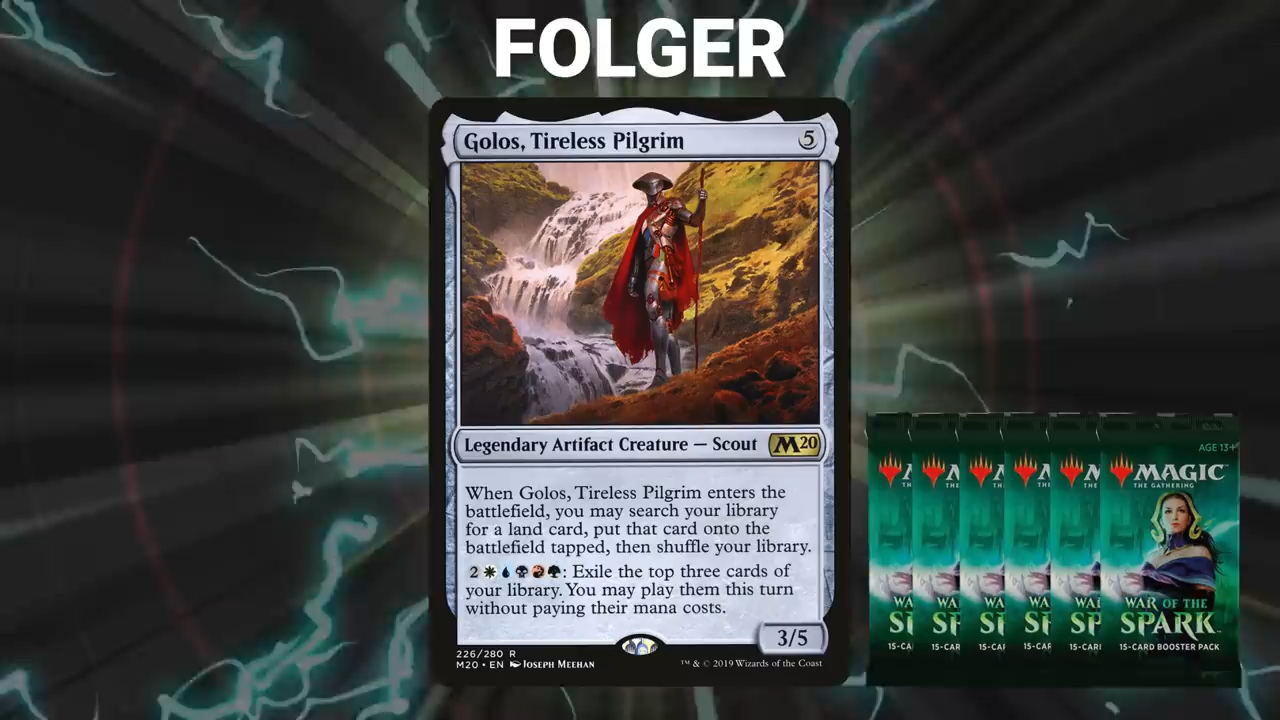 FOLGER
Golos, Tireless Pilgrim 5
Legendary Artifact Creature — Scout M20
When Golos, Tireless Pilgrim enters the
battlefield, you may search your library
for a land card, put that card onto the
battlefield tapped, then shuffle your library.
2 : Exile the top three cards of
your library. You may play them this turn
without paying their mana costs.
3/5
226/280 R
M20 • EN Joseph Meehan
™ & © 2019 Wizards of the Coast
AGE 13+
MAGIC
THE GATHERING
WAR OF THE
SPARK
15-CARD BOOSTER PACK